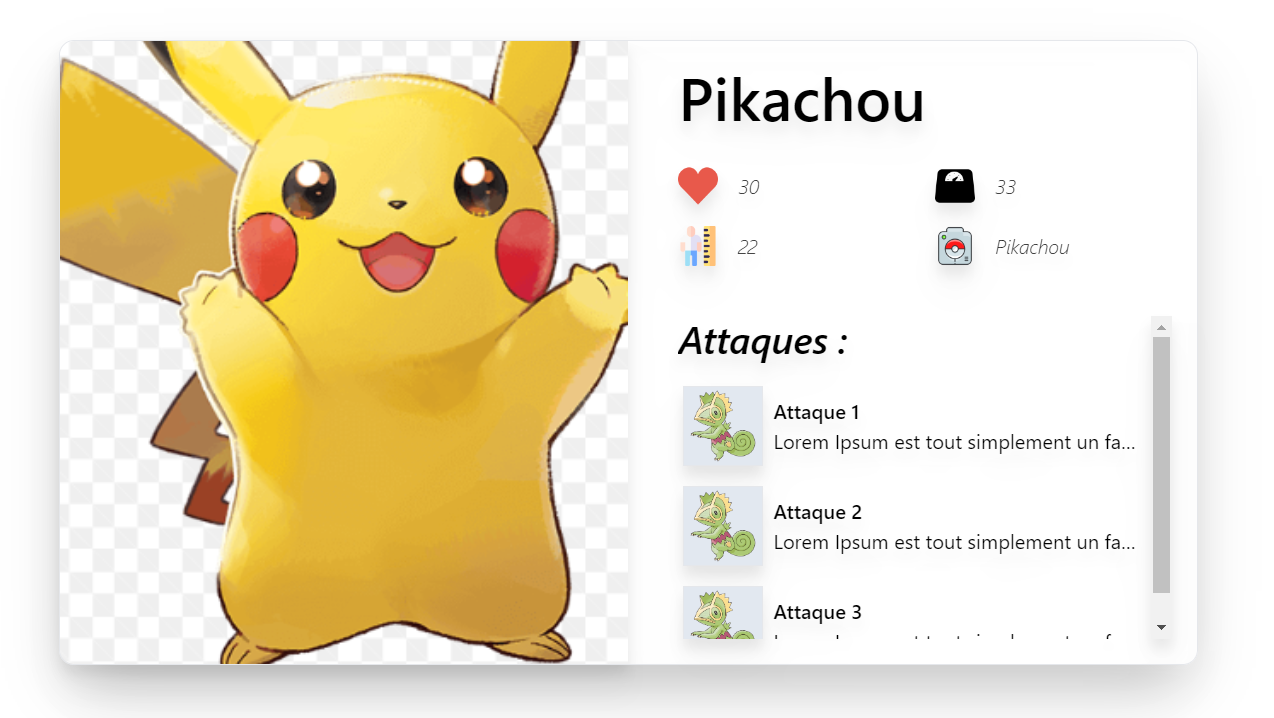 Pikachou
30
33
22
Pikachou
Attaques :
Attaque 1
Lorem Ipsum est tout simplement un fa...
Attaque 2
Lorem Ipsum est tout simplement un fa...
Attaque 3